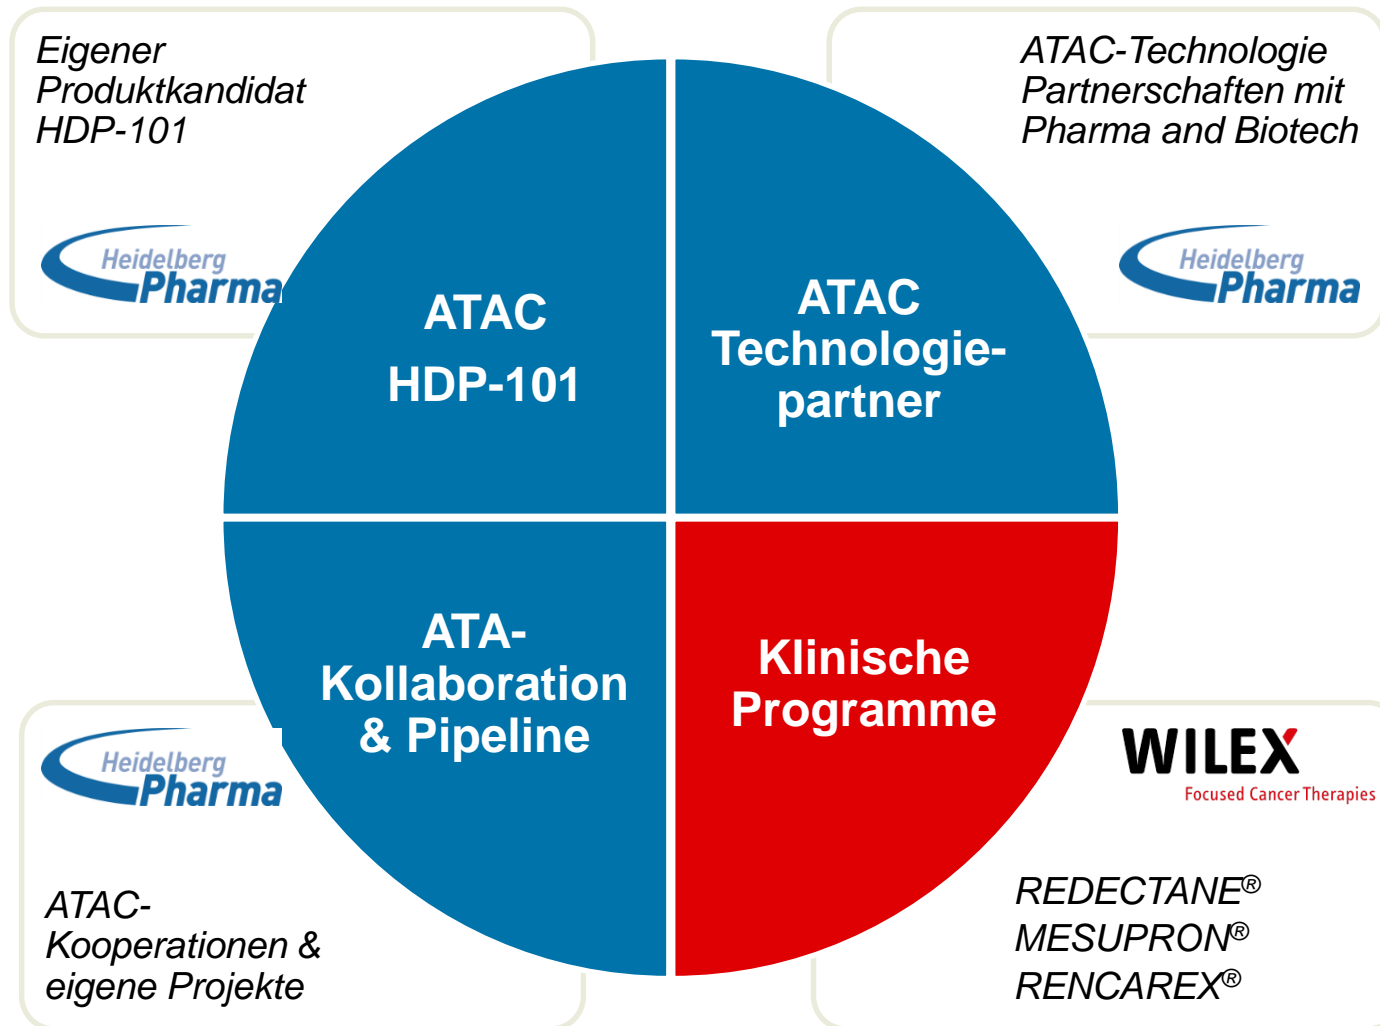 Eigener
Produktkandidat
HDP-101
Heidelberg
Pharma
ATAC-Technologie
Partnerschaften mit
Pharma and Biotech
Heidelberg
Pharma
ATAC
HDP-101
ATAC
Technologie-
partner
ATA-
Kollaboration
& Pipeline
Klinische
Programme
Heidelberg
Pharma
ATAC-
Kooperationen &
eigene Projekte
WILEX
Focused Cancer Therapies
REDECTANE®
MESUPRON®
RENCAREX®